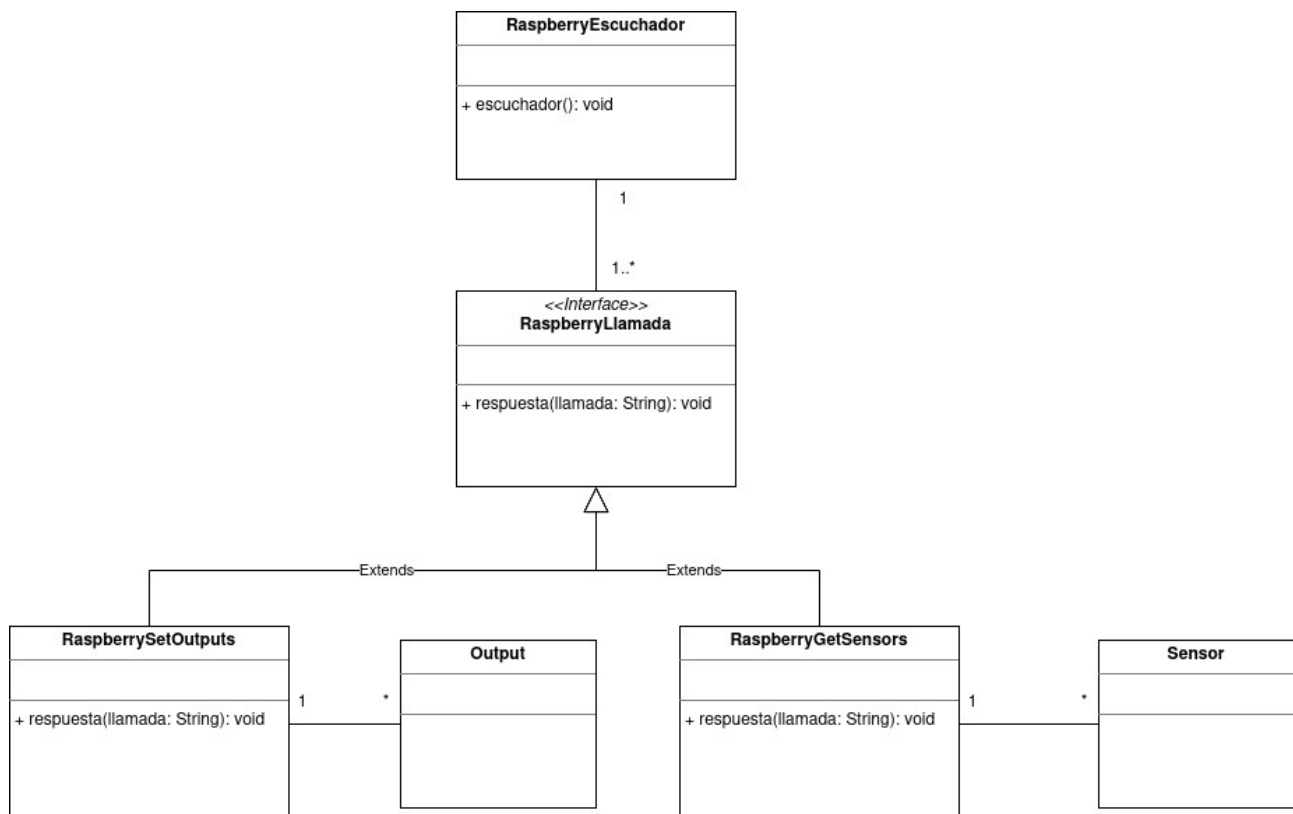 RaspberryEscuchador
+ escuchador(): void
1
1..*
<<Interface>>
RaspberryLlamada
+ respuesta(llamada: String): void
Extends
Extends
RaspberrySetOutputs
+ respuesta(llamada: String): void
1
*
Output
RaspberryGetSensors
+ respuesta(llamada: String): void
1
*
Sensor